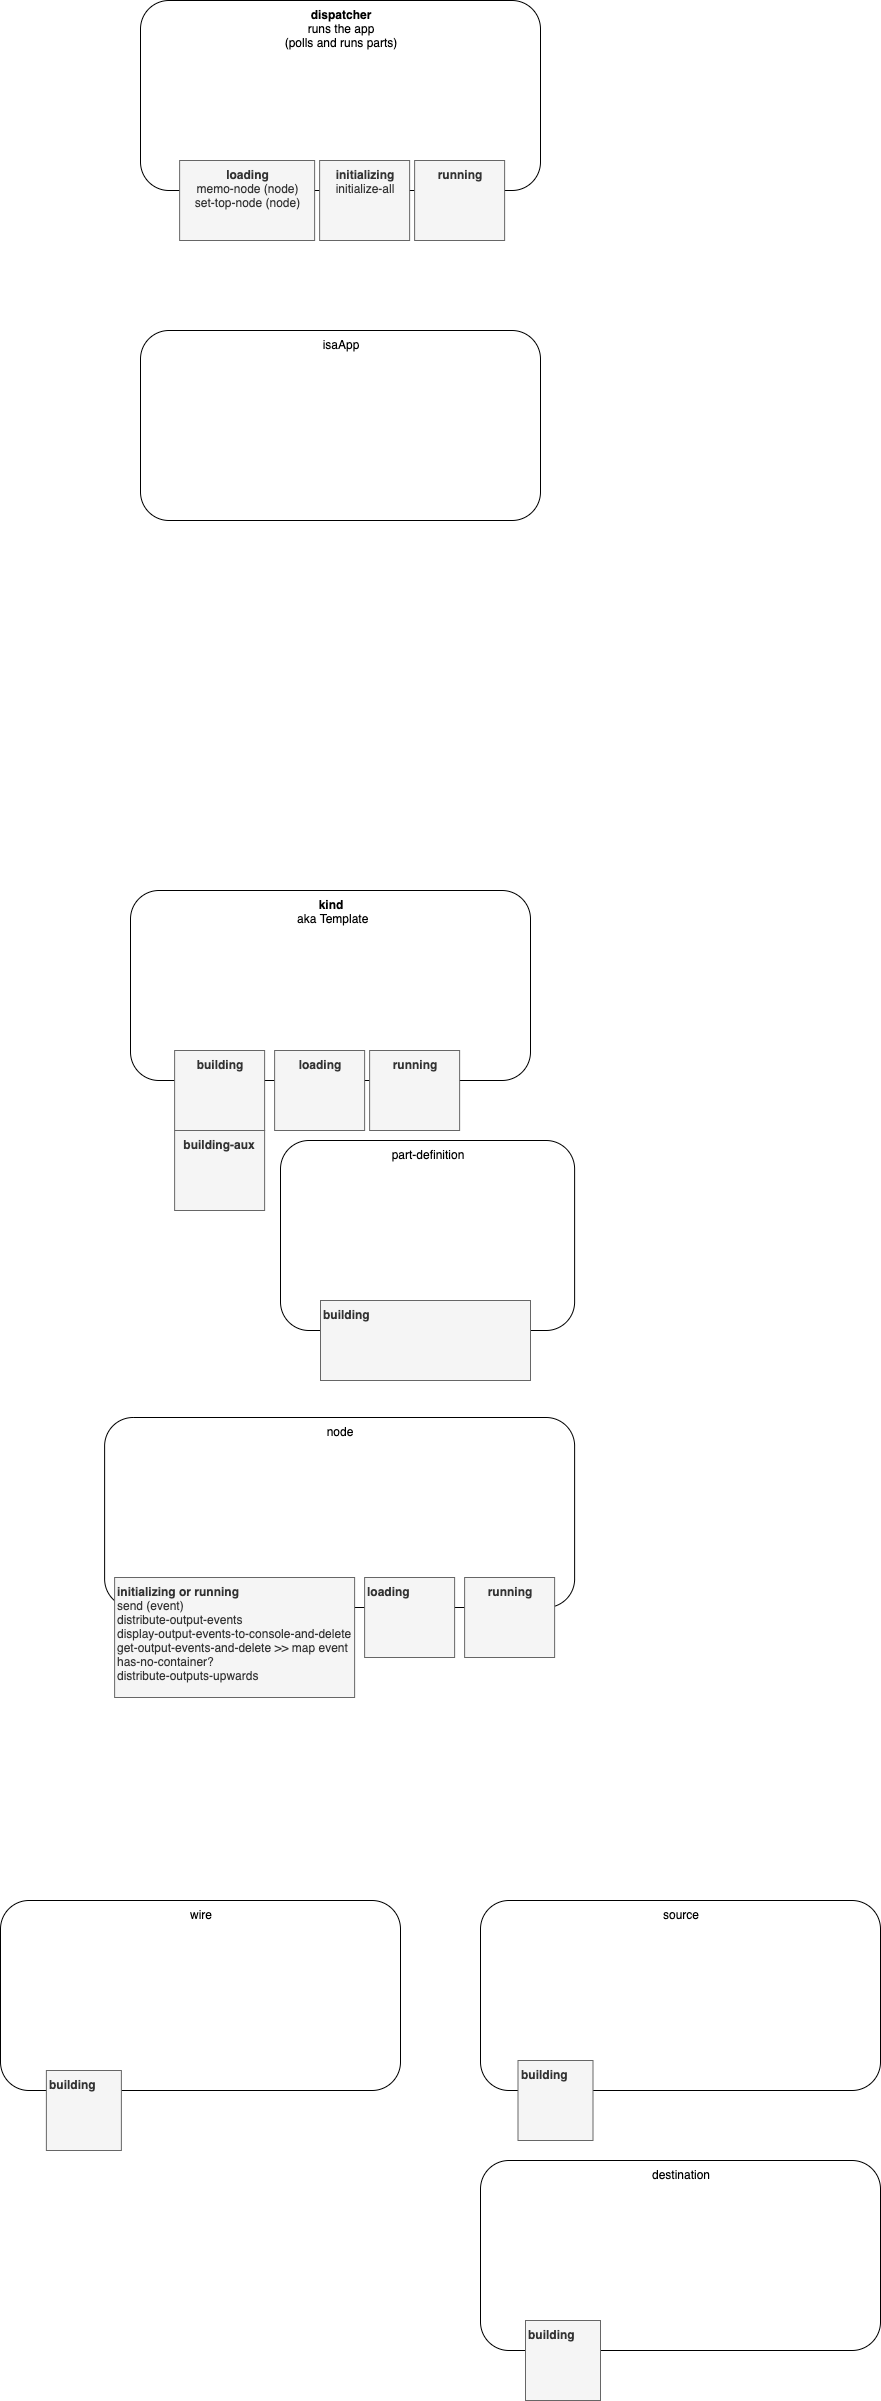 dispatcher
runs the app
(polls and runs parts)
loading
memo-node (node)
set-top-node (node)
initializing
initialize-all
running
isaApp
kind
aka Template
building
loading
running
building-aux
part-definition
building
node
initializing or running
send (event)
distribute-output-events
display-output-events-to-console-and-delete
get-output-events-and-delete >> map event
has-no-container?
distribute-outputs-upwards
loading
running
wire
building
source
building
destination
building